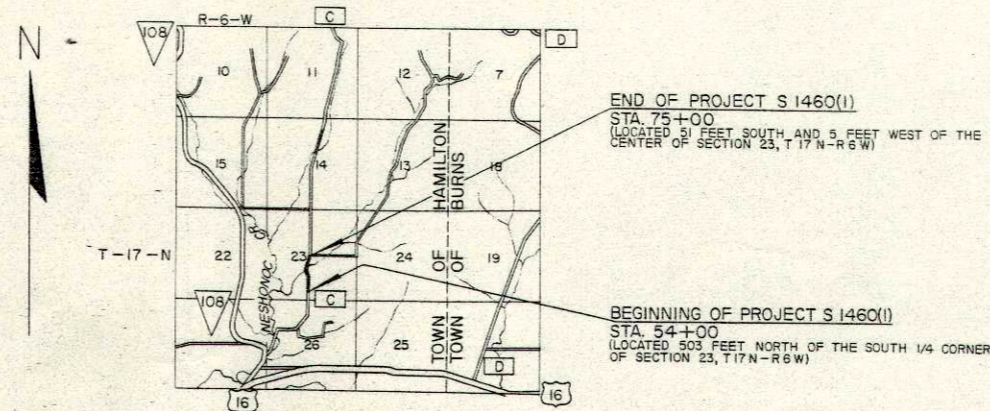 N
108
R-6-W
C
D
10
11
12
7
15
14
13
18
HAMILTON
BURNS
END OF PROJECT S 1460(1)
STA. 75+00
(LOCATED 51 FEET SOUTH AND 5 FEET WEST OF THE
CENTER OF SECTION 23, T 17 N-R 6 W)
T-17-N
22
23
24
19
OF
OF
NESHONOC
CR
108
C
26
25
TOWN
TOWN
D
16
16
BEGINNING OF PROJECT S 1460(1)
STA. 54+00
(LOCATED 503 FEET NORTH OF THE SOUTH 1/4 CORNER
OF SECTION 23, T 17 N-R 6 W)